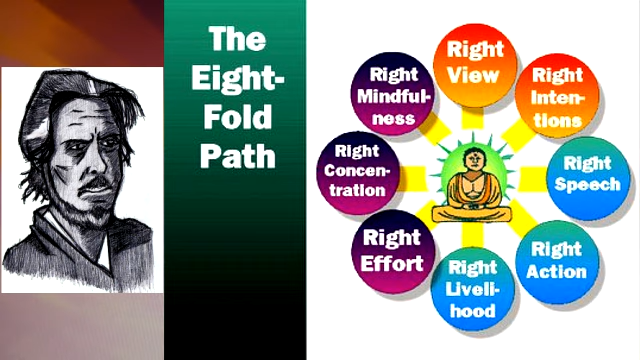 The
Eight-
Fold
Path
Right
View
Right
Inten-
tions
Right
Speech
Right
Action
Right
Liveli-
hood
Right
Effort
Right
Concen-
tration
Right
Mindful-
ness